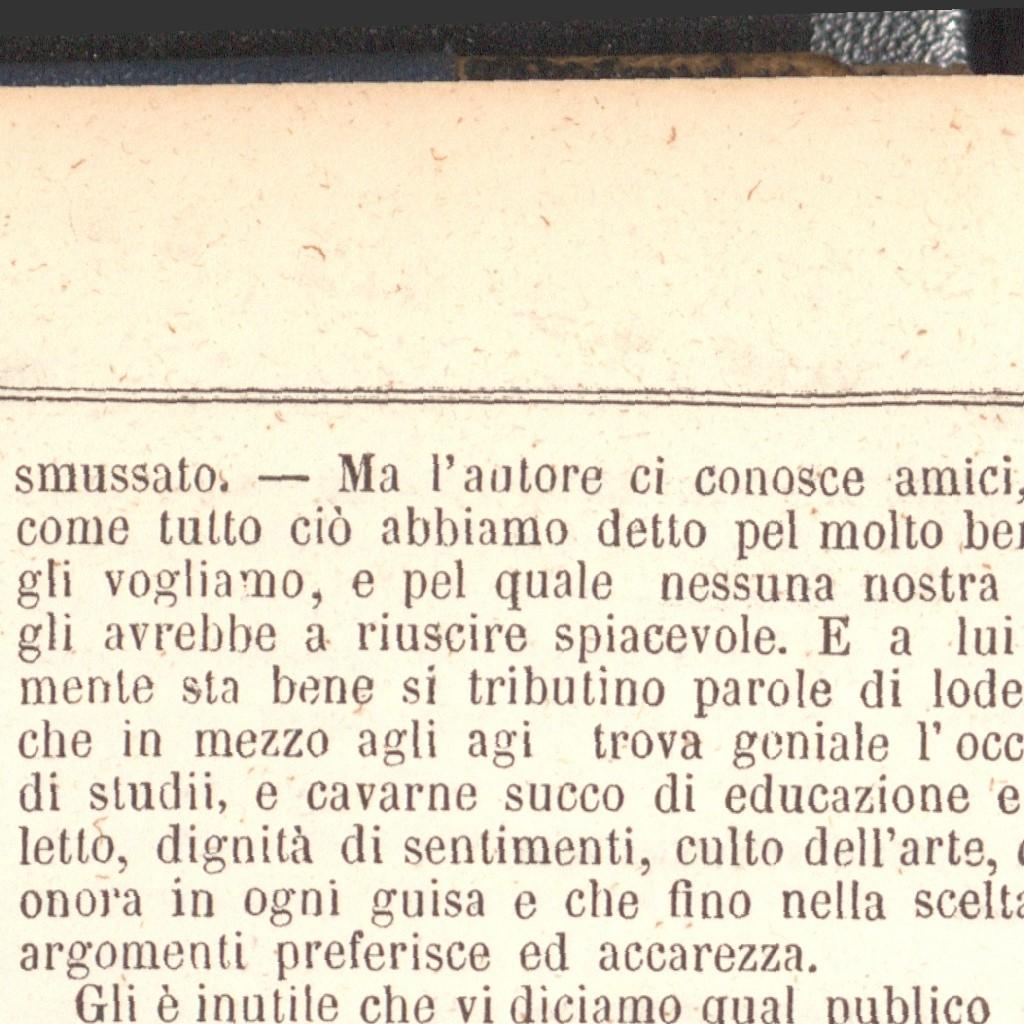 smussato. — Ma l'autore ci conosce amici,
come tutto ciò abbiamo detto pel molto
gli vogliamo, e pel quale nessuna nostra
gli avrebbe a riuscire spiacevole. E a lui
mente sta bene si tributino parole di lode
che in mezzo agli agi trova geniale l'occ
di studii, e cavarne succo di educazione e
letto, dignità di sentimenti, culto dell'arte,
onora in ogni guisa e che fino nella scelta
argomenti preferisce ed accarezza.
Gli è inutile che vi diciamo qual publico